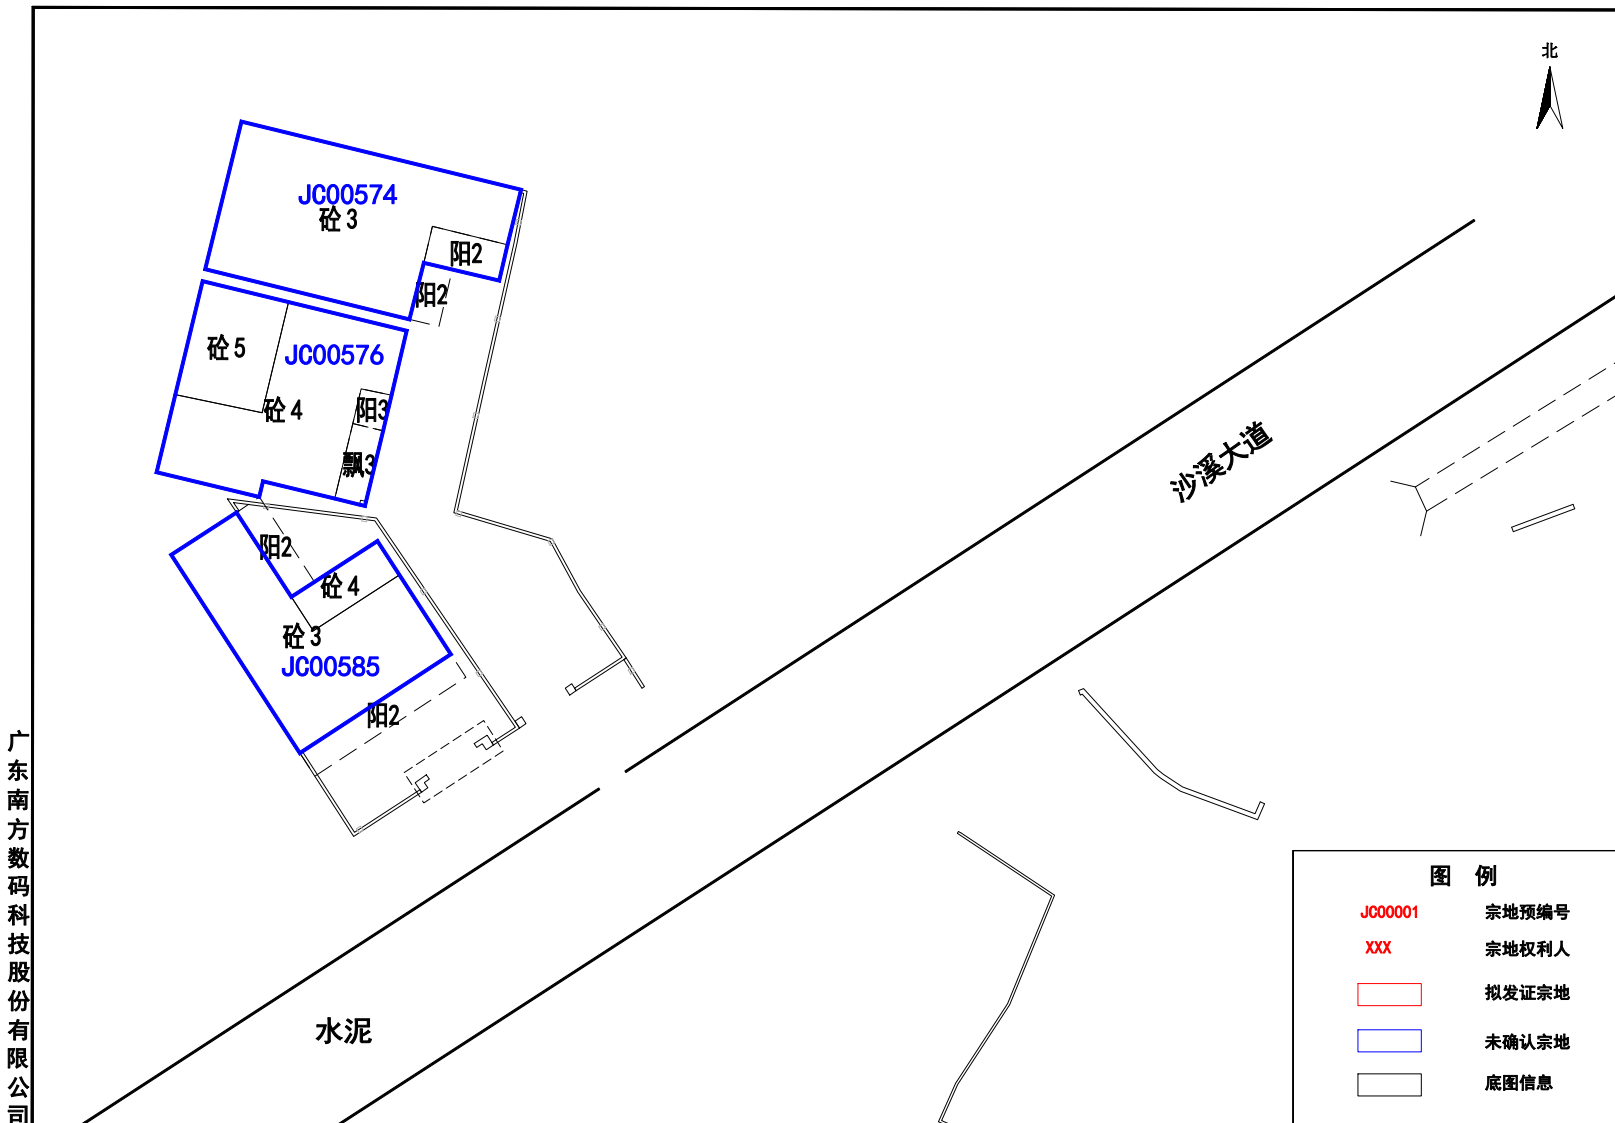 北
JC00574
砼3
阳2
阳2
砼5
JC00576
砼4
阳3
飘3
阳2
砼4
砼3
JC00585
阳2
沙溪大道
水泥
广东南方数码科技股份有限公司
图 例
JC00001 宗地预编号
XXX 宗地权利人
拟发证宗地
未确认宗地
底图信息